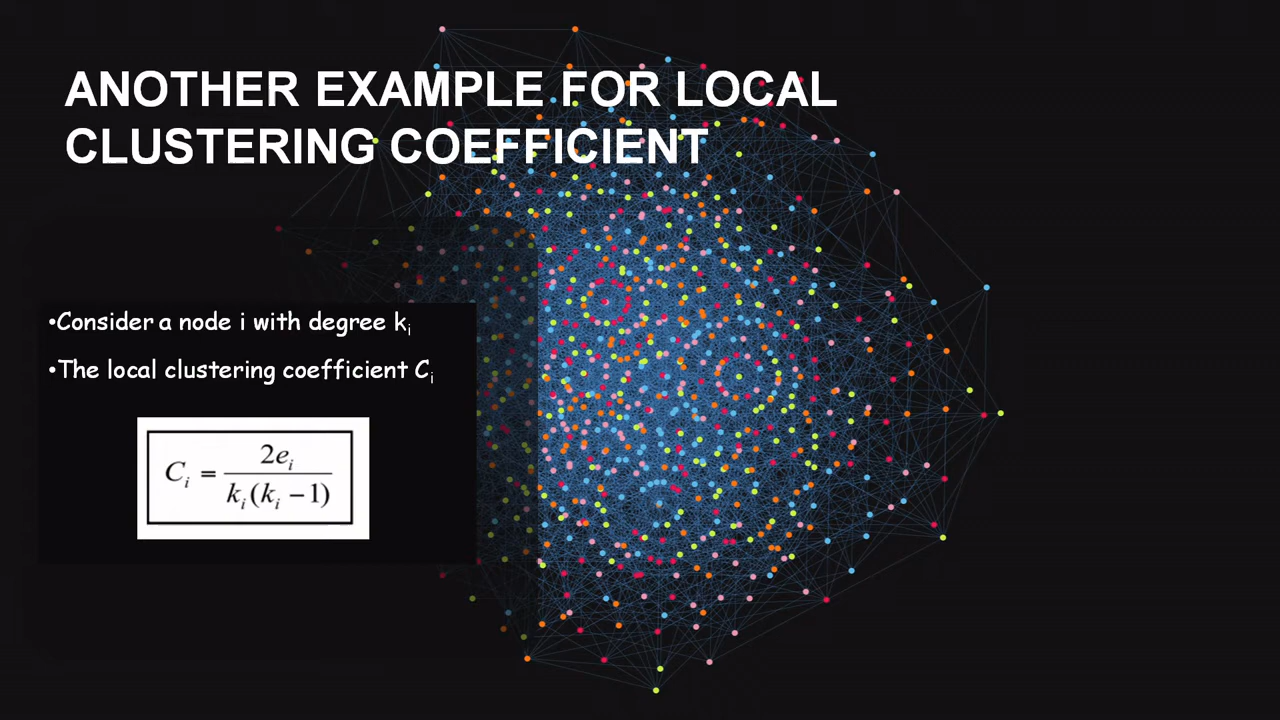 ANOTHER EXAMPLE FOR LOCAL
CLUSTERING COEFFICIENT
•Consider a node i with degree kᵢ
•The local clustering coefficient Cᵢ
Cᵢ = 2eᵢ / kᵢ(kᵢ − 1)